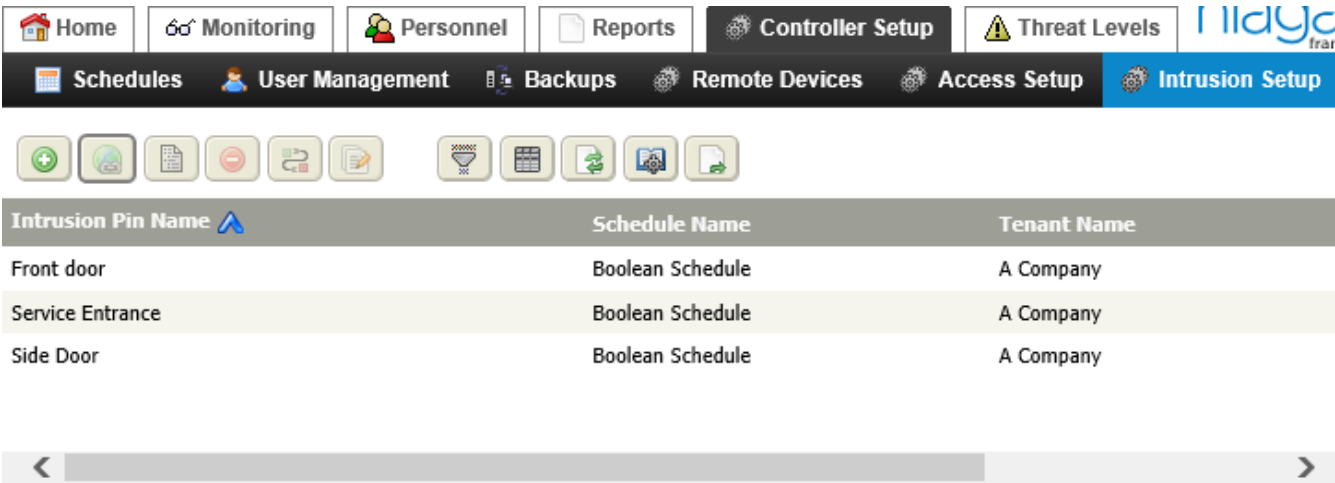 Home Monitoring Personnel Reports Controller Setup Threat Levels
Schedules User Management Backups Remote Devices Access Setup Intrusion Setup
Intrusion Pin Name Schedule Name Tenant Name
Front door Boolean Schedule A Company
Service Entrance Boolean Schedule A Company
Side Door Boolean Schedule A Company